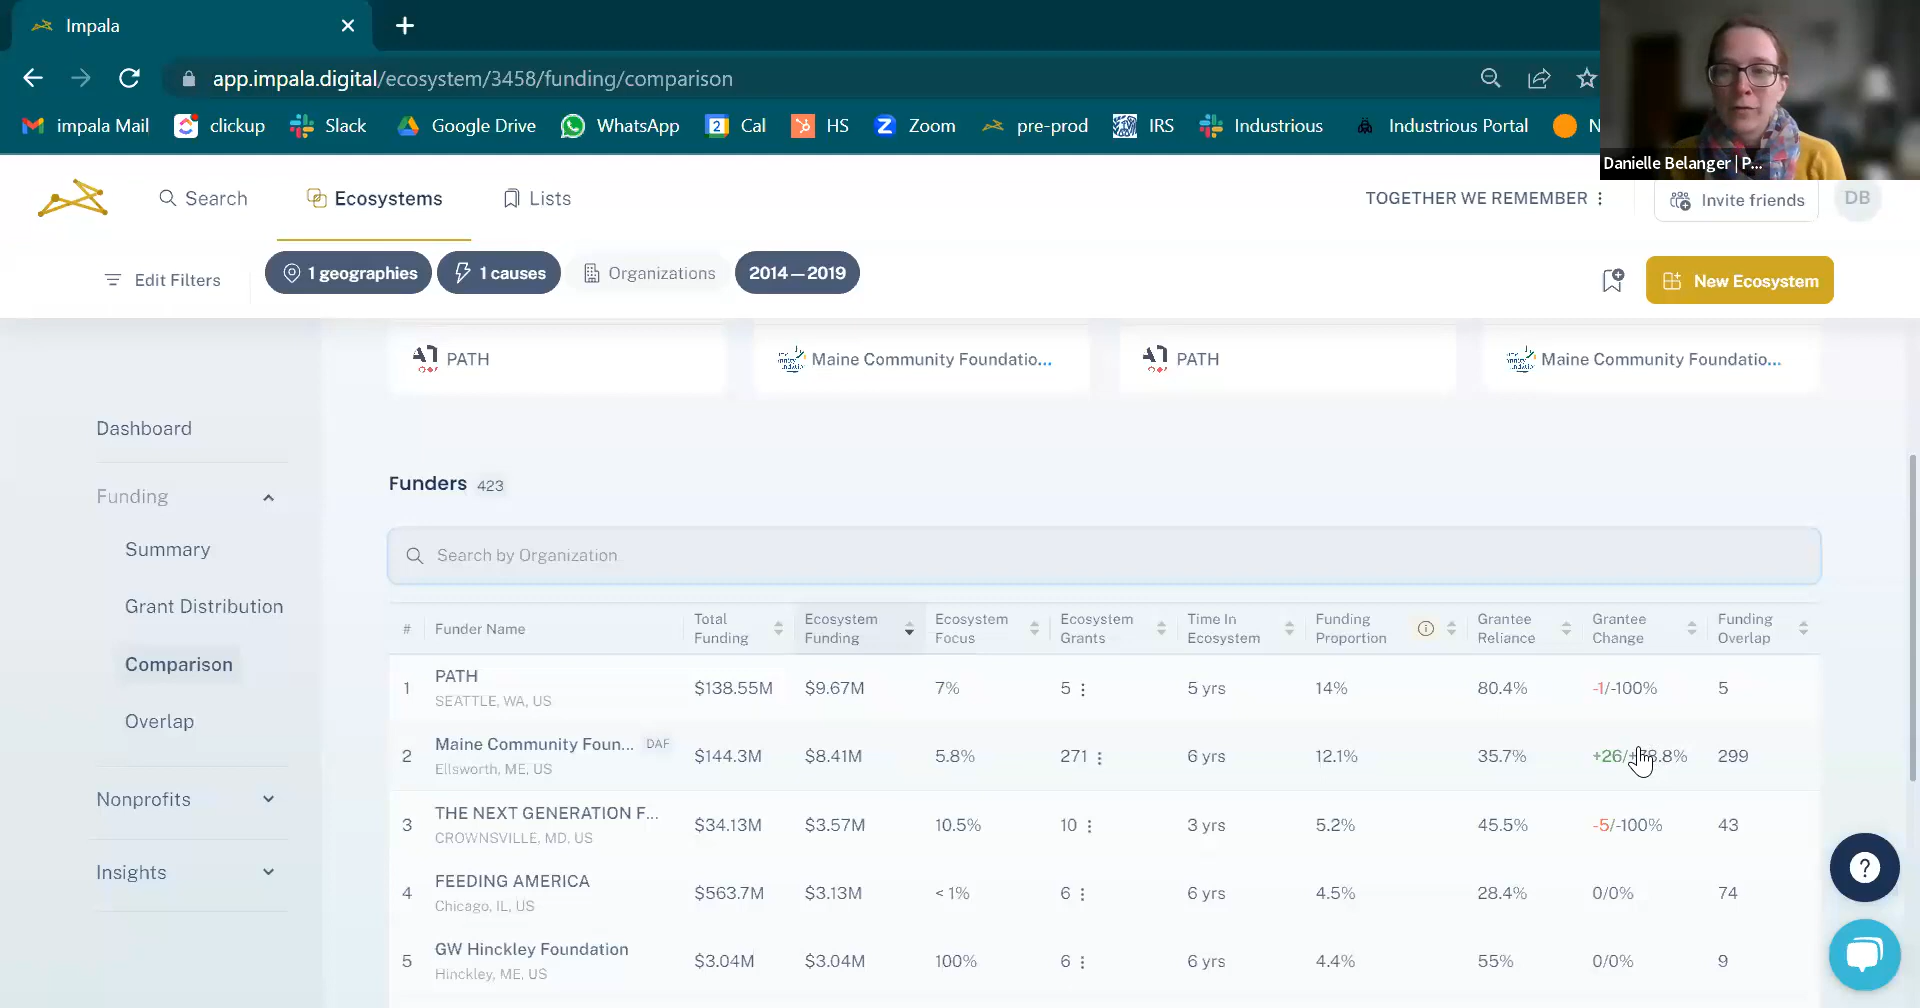 Impala
app.impala.digital/ecosystem/3458/funding/comparison
impala Mail
clickup
Slack
Google Drive
WhatsApp
2
Cal
HS
Zoom
pre-prod
IRS
Industrious
Industrious Portal
N
Danielle Belanger | P...
Search
Ecosystems
Lists
TOGETHER WE REMEMBER
Invite friends
DB
Edit Filters
1 geographies
1 causes
Organizations
2014—2019
New Ecosystem
PATH
Maine Community Foundatio...
PATH
Maine Community Foundatio...
Dashboard
Funding
Summary
Grant Distribution
Comparison
Overlap
Nonprofits
Insights
Funders 423
Search by Organization
# Funder Name Total Funding Ecosystem Funding Ecosystem Focus Ecosystem Grants Time In Ecosystem Funding Proportion Grantee Reliance Grantee Change Funding Overlap
1 PATH $138.55M $9.67M 7% 5 5 yrs 14% 80.4% -1/-100% 5
SEATTLE, WA, US
2 Maine Community Foun... DAF $144.3M $8.41M 5.8% 271 6 yrs 12.1% 35.7% 299
Ellsworth, ME, US
3 THE NEXT GENERATION F... $34.13M $3.57M 10.5% 10 3 yrs 5.2% 45.5% -5/-100% 43
CROWNSVILLE, MD, US
4 FEEDING AMERICA $563.7M $3.13M < 1% 6 6 yrs 4.5% 28.4% 0/0% 74
Chicago, IL, US
5 GW Hinckley Foundation $3.04M $3.04M 100% 6 6 yrs 4.4% 55% 0/0% 9
Hinckley, ME, US